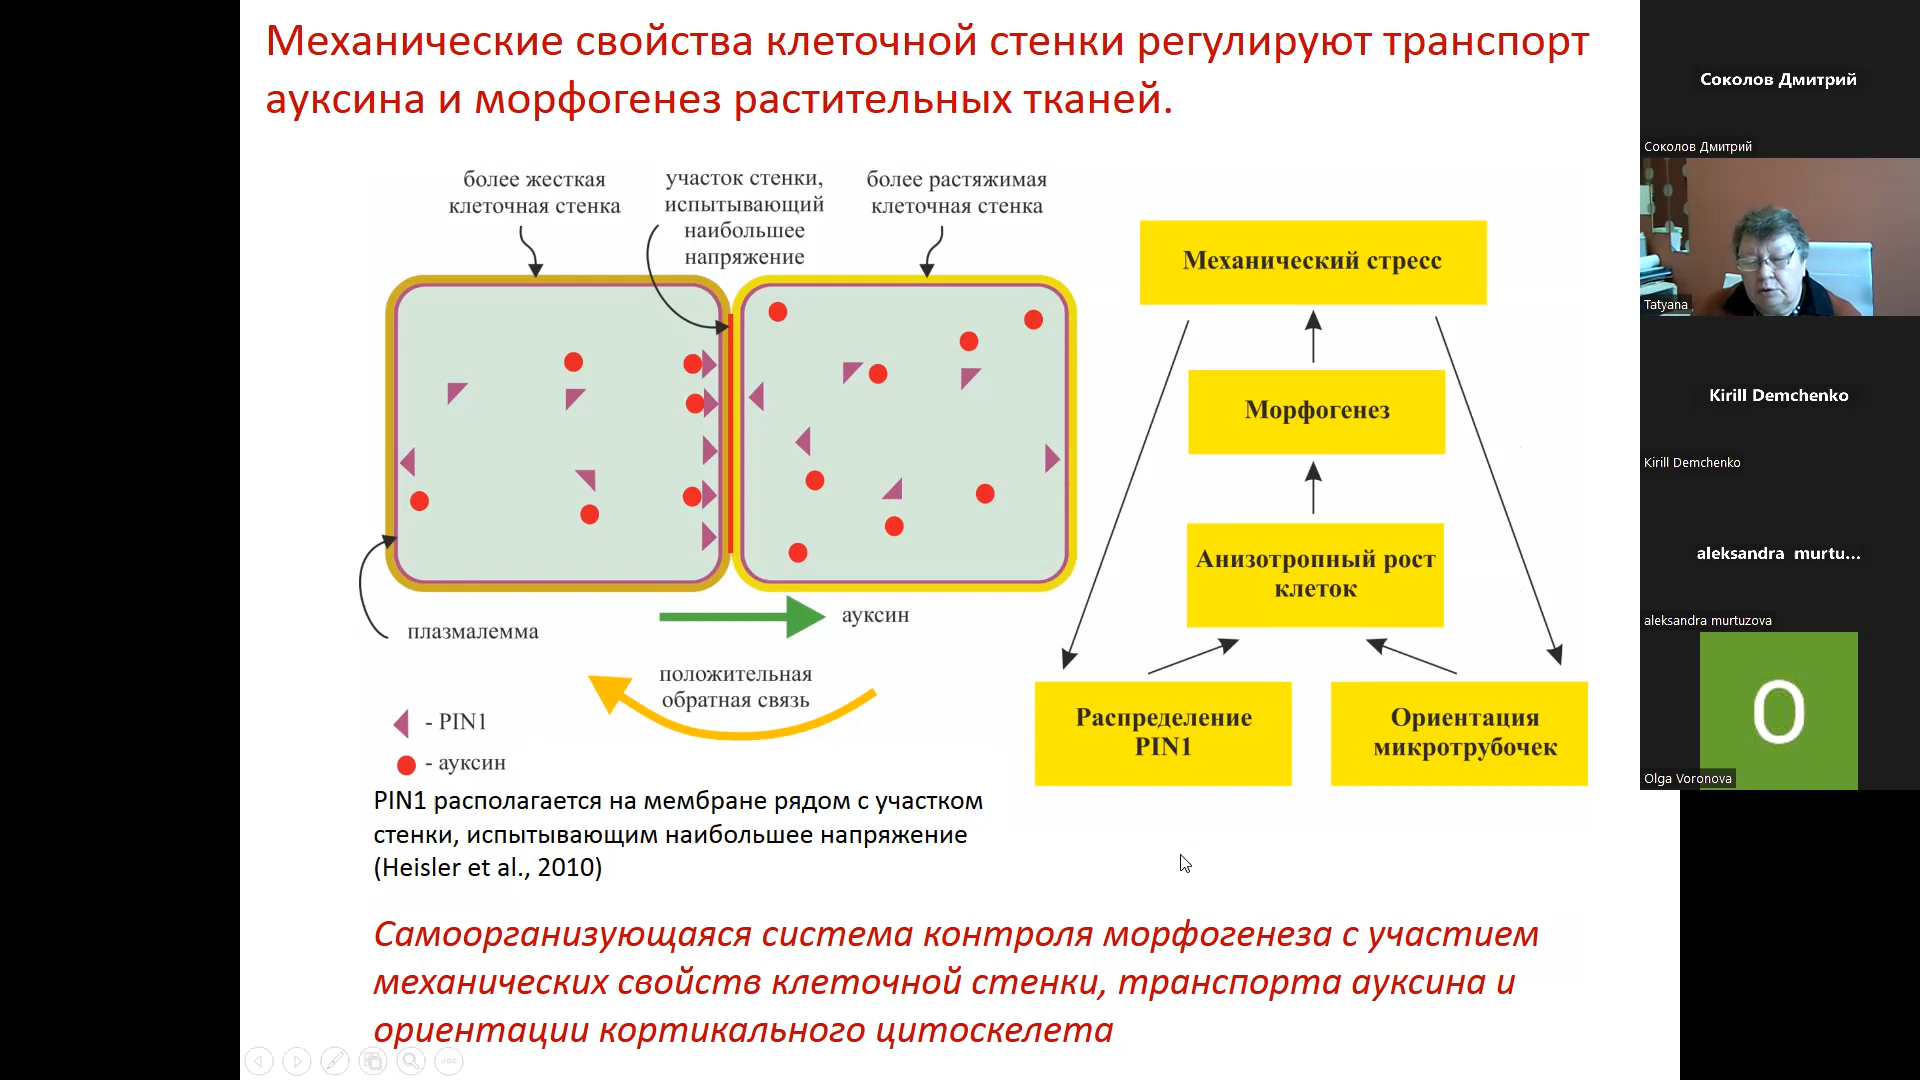 Механические свойства клеточной стенки регулируют транспорт
ауксина и морфогенез растительных тканей.
более жесткая
клеточная стенка
участок стенки,
испытывающий
наибольшее
напряжение
более растяжимая
клеточная стенка
плазмалемма
ауксин
положительная
обратная связь
- PIN1
- ауксин
PIN1 располагается на мембране рядом с участком
стенки, испытывающим наибольшее напряжение
(Heisler et al., 2010)
Механический стресс
Морфогенез
Анизотропный рост
клеток
Распределение
PIN1
Ориентация
микротрубочек
Самоорганизующаяся система контроля морфогенеза с участием
механических свойств клеточной стенки, транспорта ауксина и
ориентации кортикального цитоскелета
Соколов Дмитрий
Соколов Дмитрий
Tatyana
Kirill Demchenko
Kirill Demchenko
aleksandra murtu...
aleksandra murtuzova
O
Olga Voronova